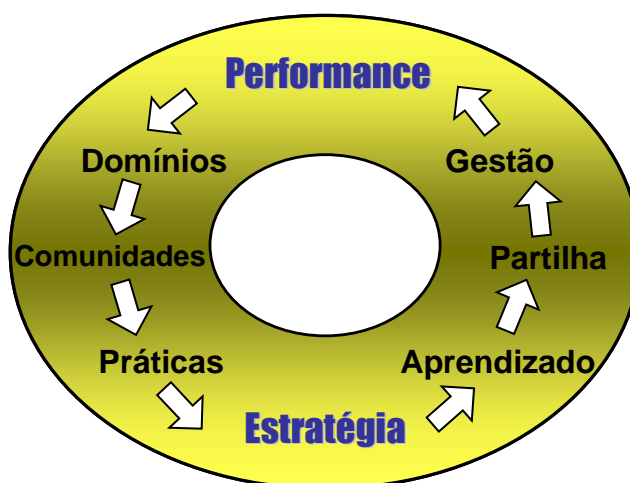 Performance
Domínios
Gestão
Comunidades
Partilha
Práticas
Aprendizado
Estratégia